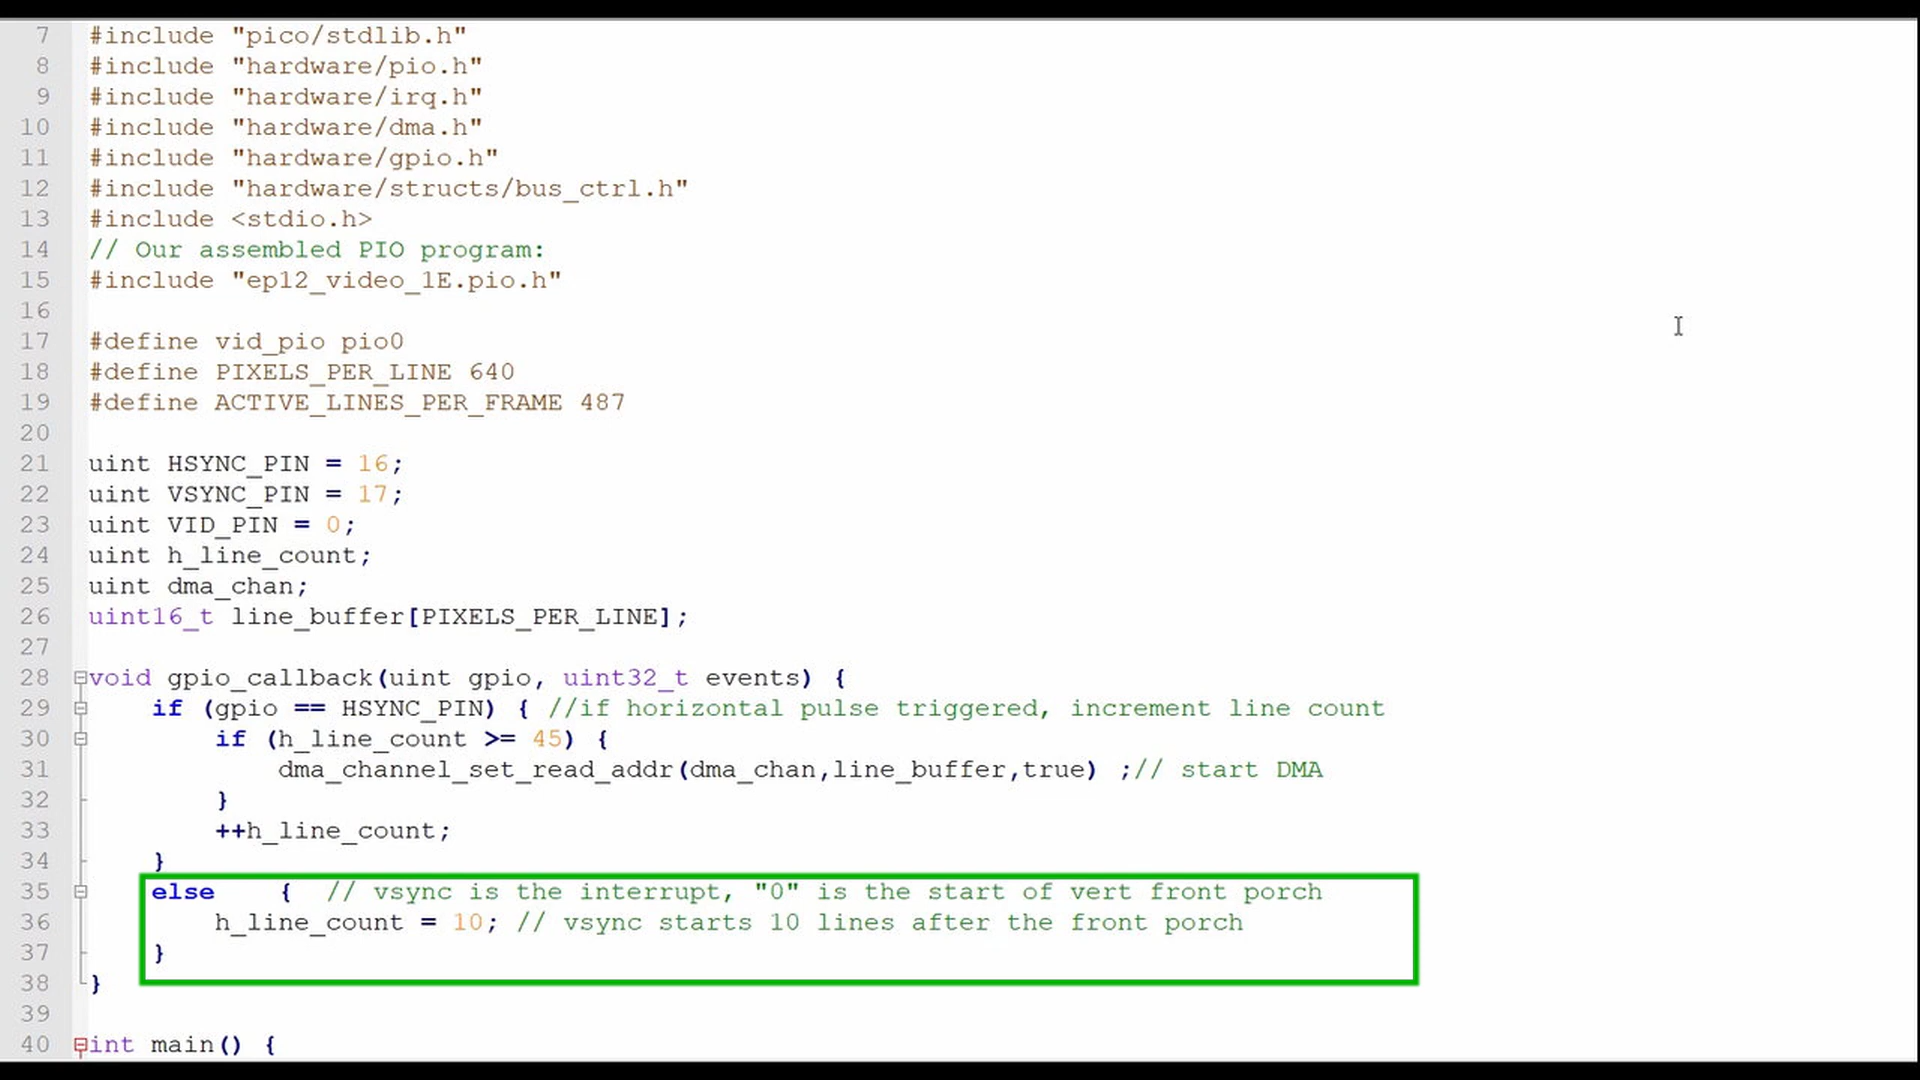 7 #include "pico/stdlib.h"
8 #include "hardware/pio.h"
9 #include "hardware/irq.h"
10 #include "hardware/dma.h"
11 #include "hardware/gpio.h"
12 #include "hardware/structs/bus_ctrl.h"
13 #include <stdio.h>
14 // Our assembled PIO program:
15 #include "ep12_video_1E.pio.h"
16
17 #define vid_pio pio0
18 #define PIXELS_PER_LINE 640
19 #define ACTIVE_LINES_PER_FRAME 487
20
21 uint HSYNC_PIN = 16;
22 uint VSYNC_PIN = 17;
23 uint VID_PIN = 0;
24 uint h_line_count;
25 uint dma_chan;
26 uint16_t line_buffer[PIXELS_PER_LINE];
27
28 void gpio_callback(uint gpio, uint32_t events) {
29     if (gpio == HSYNC_PIN) { //if horizontal pulse triggered, increment line count
30         if (h_line_count >= 45) {
31             dma_channel_set_read_addr(dma_chan,line_buffer,true) ;// start DMA
32         }
33         ++h_line_count;
34     }
35     else    {  // vsync is the interrupt, "0" is the start of vert front porch
36         h_line_count = 10; // vsync starts 10 lines after the front porch
37     }
38 }
39
40 int main() {